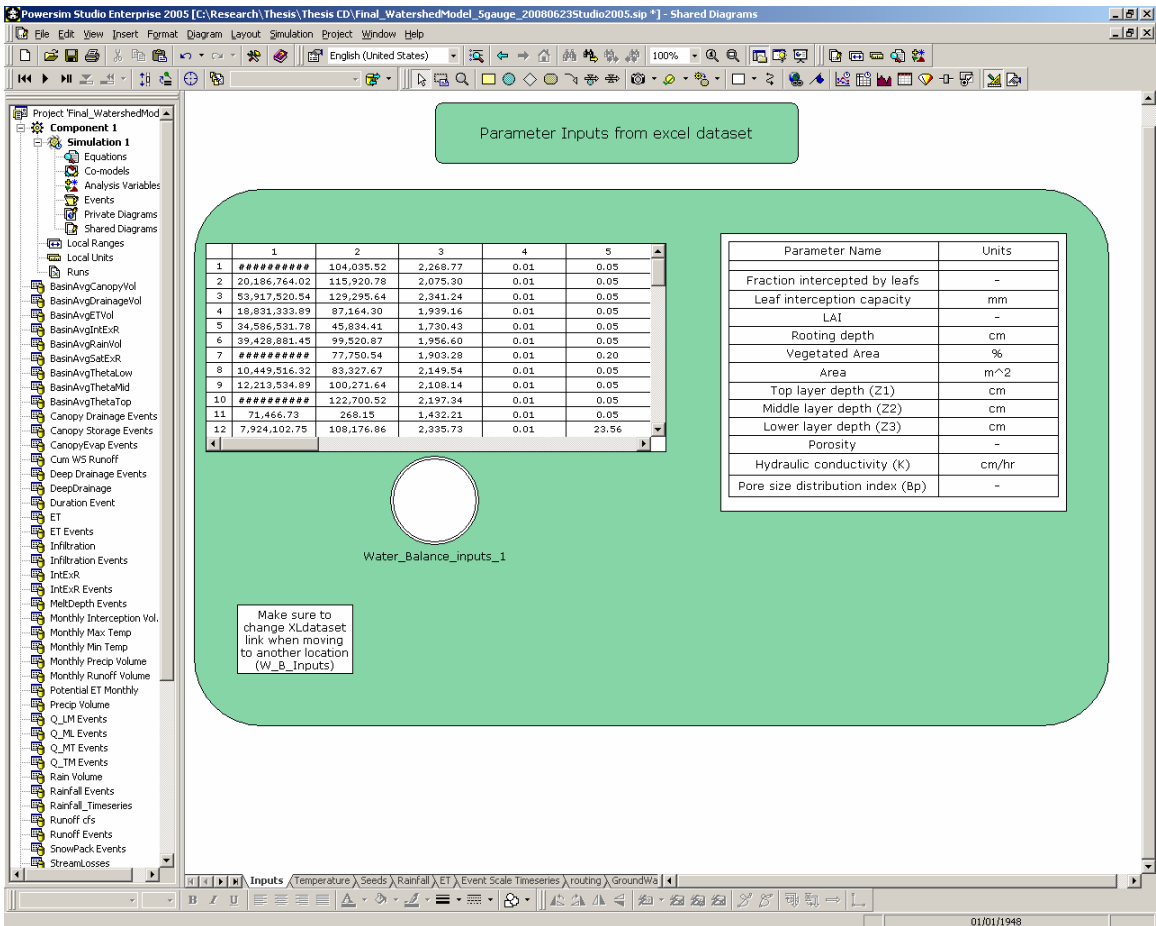 Powersim Studio Enterprise 2005 [C:\Research\Thesis\Thesis CD\Final_WatershedModel_5gauge_20080623Studio2005.sip *] - Shared Diagrams
File Edit View Insert Format Diagram Layout Simulation Project Window Help
English (United States)
100%
Project 'Final_WatershedMod
Component 1
Simulation 1
Equations
Co-models
Analysis Variables
Events
Private Diagrams
Shared Diagrams
Local Ranges
Local Units
Runs
BasinAvgCanopyVol
BasinAvgDrainageVol
BasinAvgETVol
BasinAvgIntExR
BasinAvgRainVol
BasinAvgSatExR
BasinAvgThetaLow
BasinAvgThetaMid
BasinAvgThetaTop
Canopy Drainage Events
Canopy Storage Events
CanopyEvap Events
Cum WS Runoff
Deep Drainage Events
DeepDrainage
Duration Event
ET
ET Events
Infiltration
Infiltration Events
IntExR
IntExR Events
MeltDepth Events
Monthly Interception Vol.
Monthly Max Temp
Monthly Min Temp
Monthly Precip Volume
Monthly Runoff Volume
Potential ET Monthly
Precip Volume
Q_LM Events
Q_ML Events
Q_MT Events
Q_TM Events
Rain Volume
Rainfall Events
Rainfall_Timeseries
Runoff cfs
Runoff Events
SnowPack Events
StreamLosses
Parameter Inputs from excel dataset
1 2 3 4 5
1 ########## 104,035.52 2,268.77 0.01 0.05
2 20,186,764.02 115,920.78 2,075.30 0.01 0.05
3 53,917,520.54 129,295.64 2,341.24 0.01 0.05
4 18,831,333.89 87,164.30 1,939.16 0.01 0.05
5 34,586,531.78 45,834.41 1,730.43 0.01 0.05
6 39,428,881.45 99,520.87 1,956.60 0.01 0.05
7 ########## 77,750.54 1,903.28 0.01 0.20
8 10,449,516.32 83,327.67 2,149.54 0.01 0.05
9 12,213,534.89 100,271.64 2,108.14 0.01 0.05
10 ########## 122,700.52 2,197.34 0.01 0.05
11 71,466.73 268.15 1,432.21 0.01 0.05
12 7,924,102.75 108,176.86 2,335.73 0.01 23.56
Water_Balance_inputs_1
Make sure to
change XLdataset
link when moving
to another location
(W_B_Inputs)
Parameter Name Units
Fraction intercepted by leafs -
Leaf interception capacity mm
LAI -
Rooting depth cm
Vegetated Area %
Area m^2
Top layer depth (Z1) cm
Middle layer depth (Z2) cm
Lower layer depth (Z3) cm
Porosity -
Hydraulic conductivity (K) cm/hr
Pore size distribution index (Bp) -
Inputs Temperature Seeds Rainfall ET Event Scale Timeseries routing GroundWa
B I U
01/01/1948